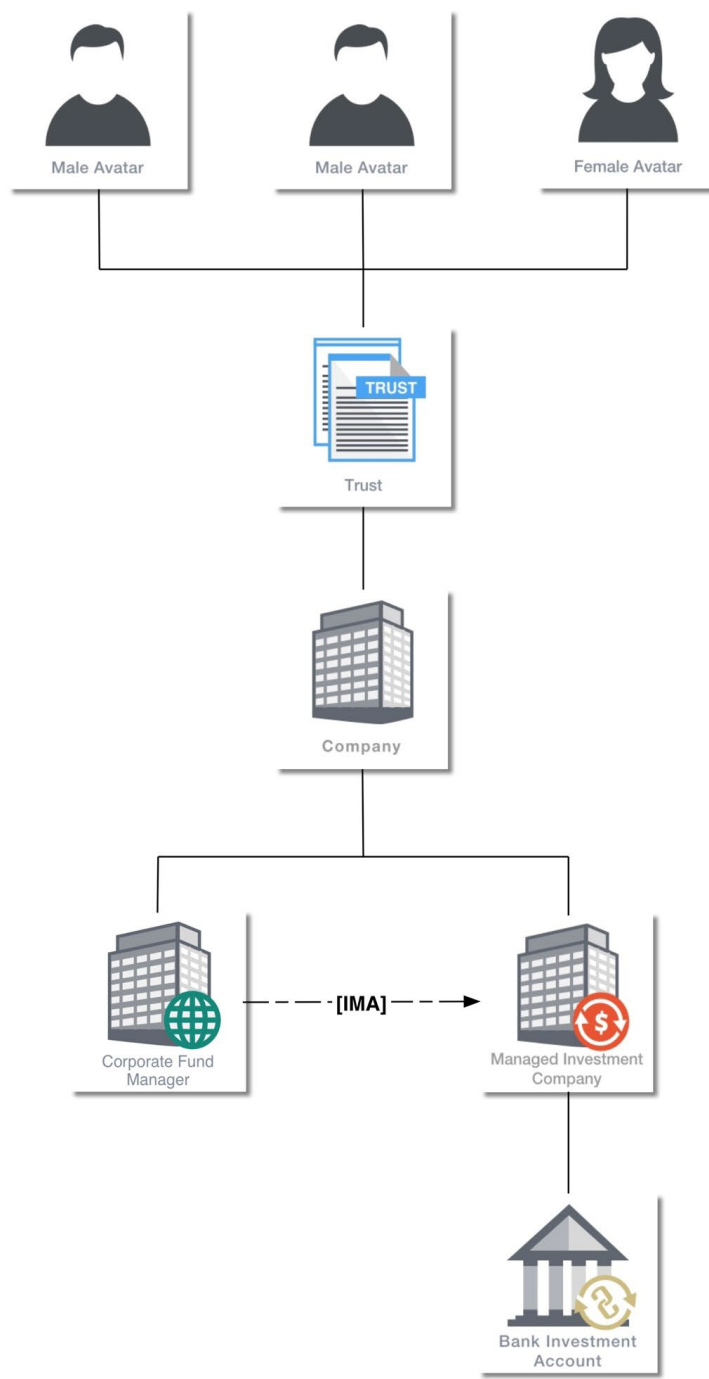 Male Avatar
Male Avatar
Female Avatar
TRUST
Trust
Company
[IMA]
Corporate Fund
Manager
Managed Investment
Company
$
Bank Investment
Account